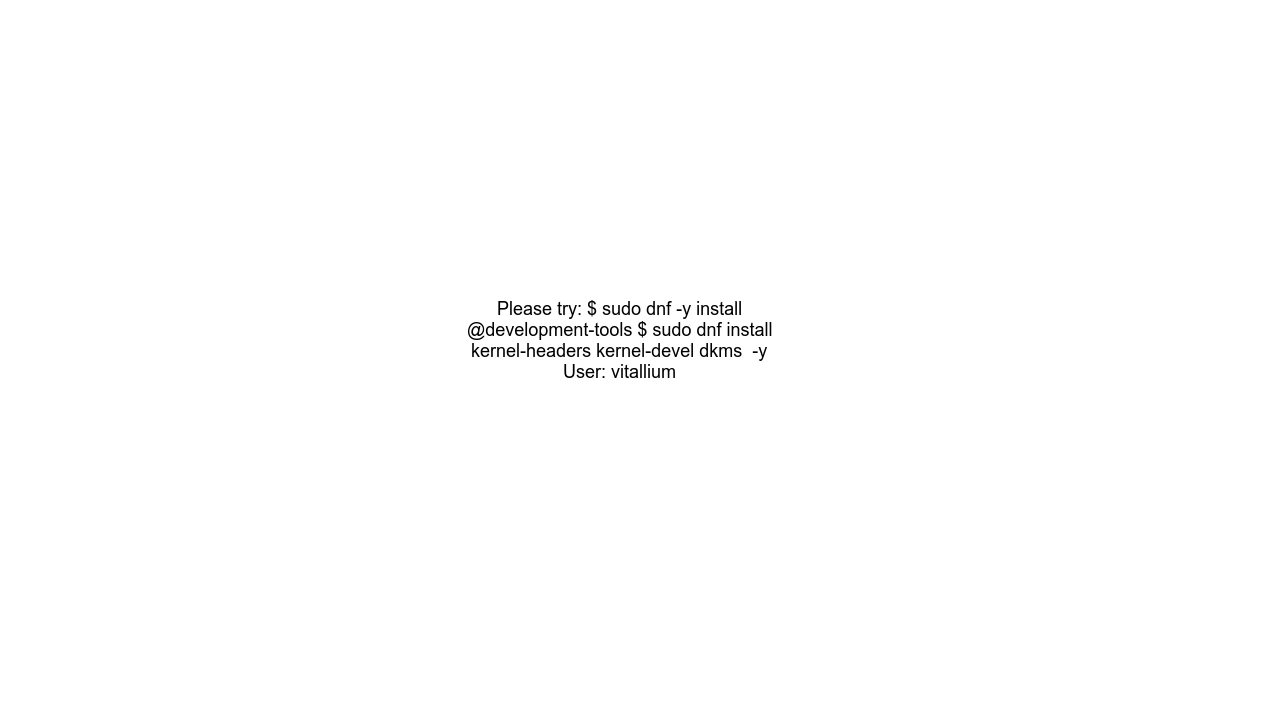 Please try: $ sudo dnf -y install
@development-tools $ sudo dnf install
kernel-headers kernel-devel dkms  -y
User: vitallium